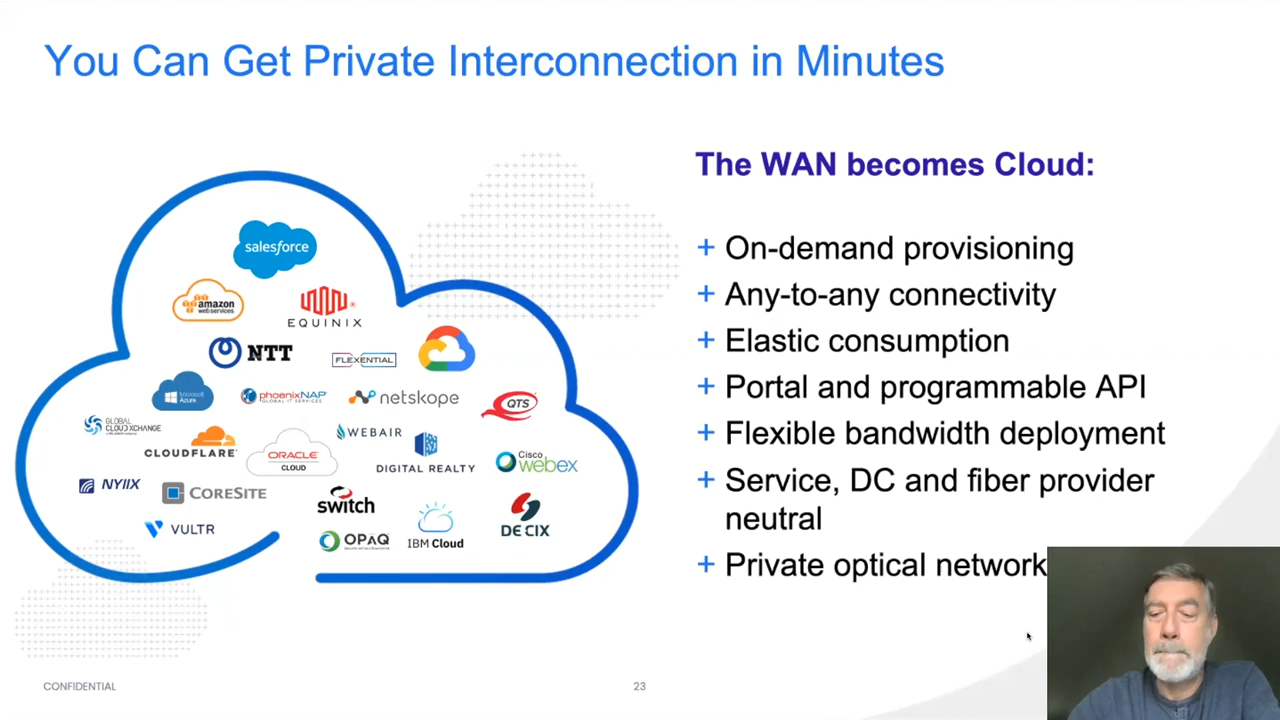 You Can Get Private Interconnection in Minutes
The WAN becomes Cloud:
+ On-demand provisioning
+ Any-to-any connectivity
+ Elastic consumption
+ Portal and programmable API
+ Flexible bandwidth deployment
+ Service, DC and fiber provider
neutral
+ Private optical network
salesforce
amazon
webservices
EQUINIX
NTT
FLEXENTIAL
Microsoft
Azure
phoenixNAP
GLOBAL IT SERVICES
netskope
QTS
GLOBAL
CLOUD XCHANGE
CLOUDFLARE
ORACLE
CLOUD
WEBAIR
DIGITAL REALTY
Cisco
webex
NYIIX
CORESITE
switch
DE CIX
VULTR
OPAQ
IBM Cloud
CONFIDENTIAL
23